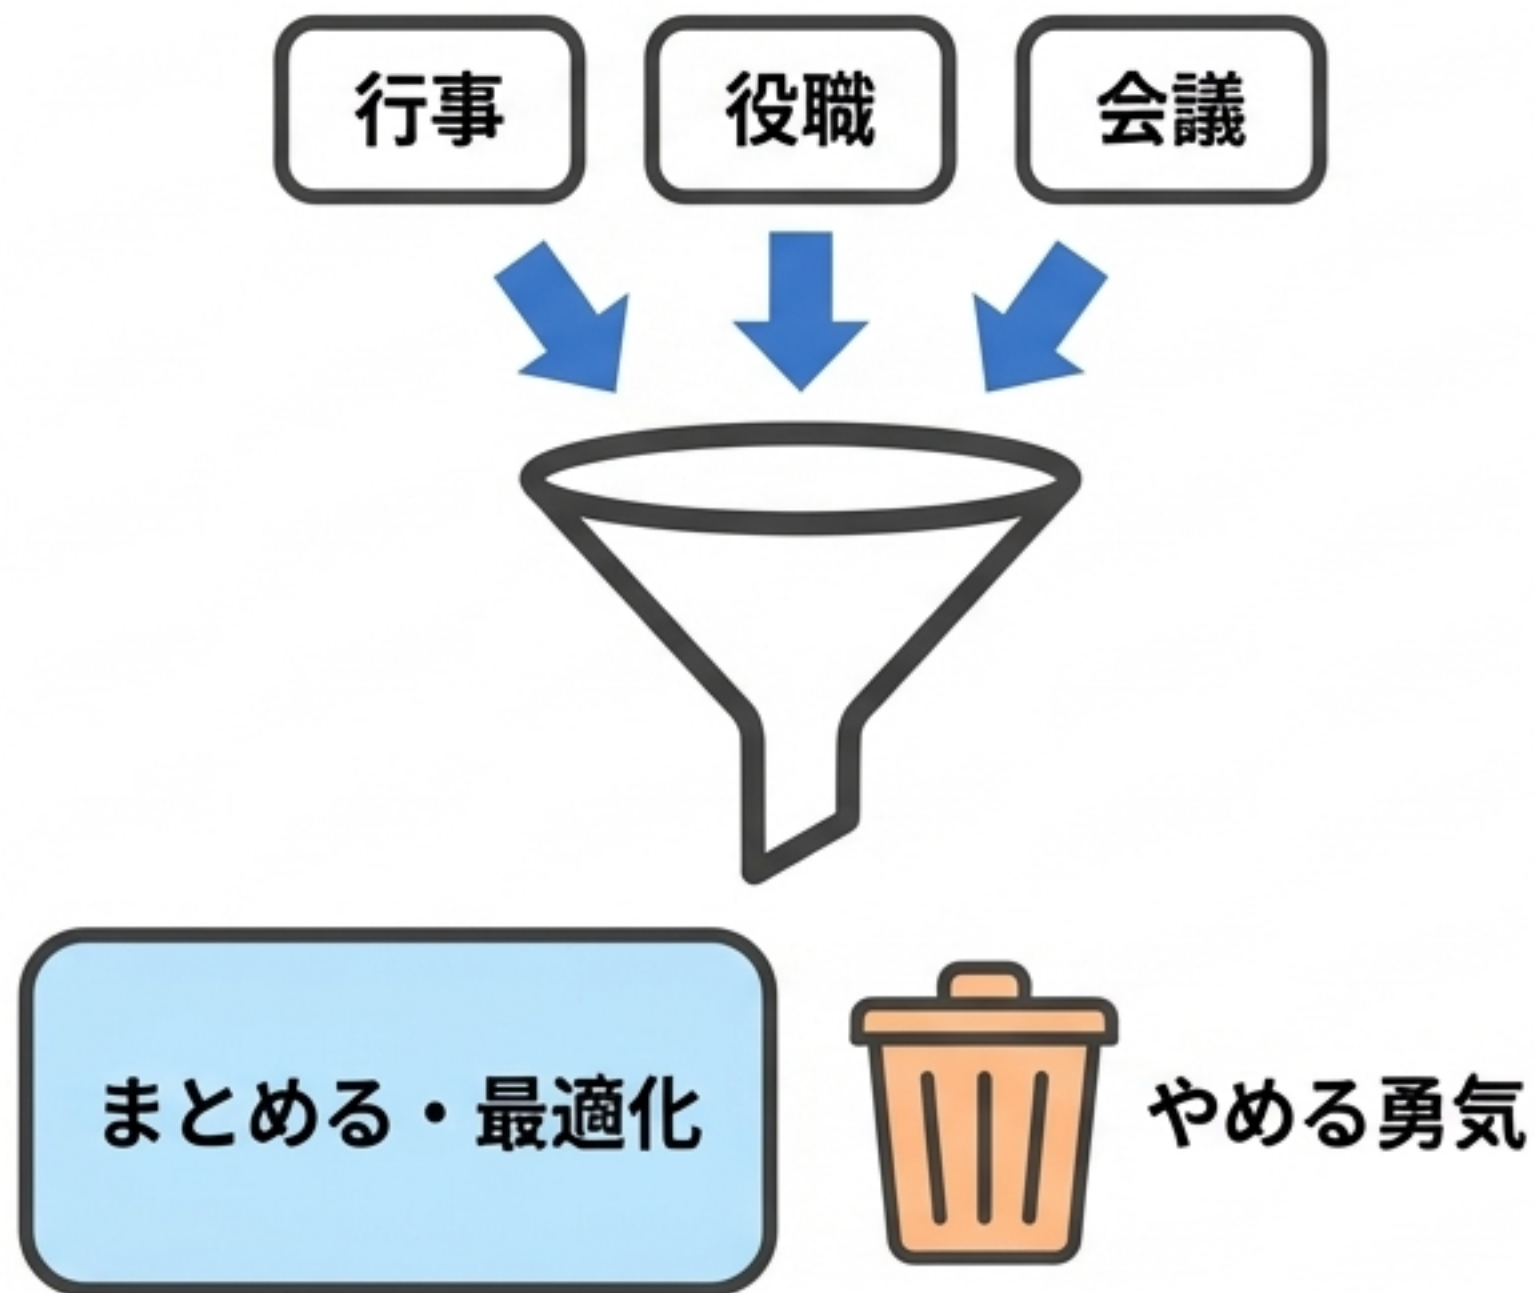 行事
役職
会議
まとめる・最適化
やめる勇気